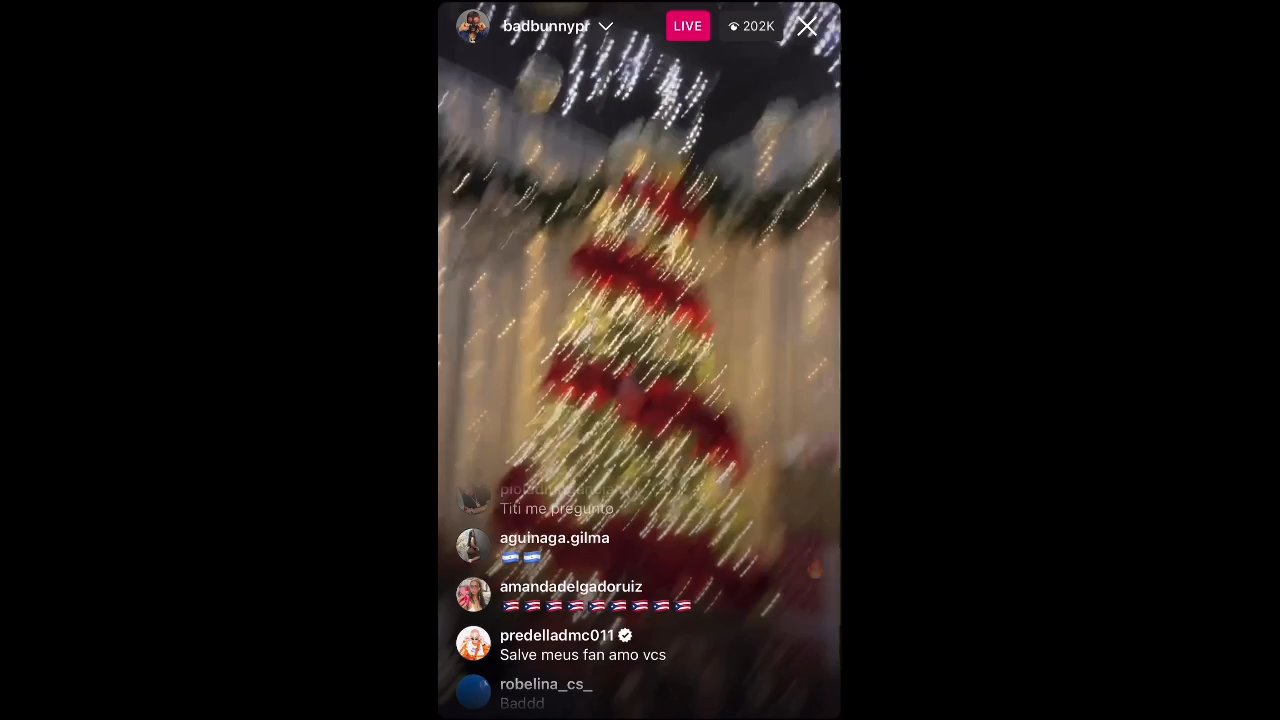 badbunnypr
LIVE
202K
Titi me pregunto
aguinaga.gilma
amandadelgadoruiz
predelladmc011
Salve meus fan amo vcs
robelina_cs_
Baddd